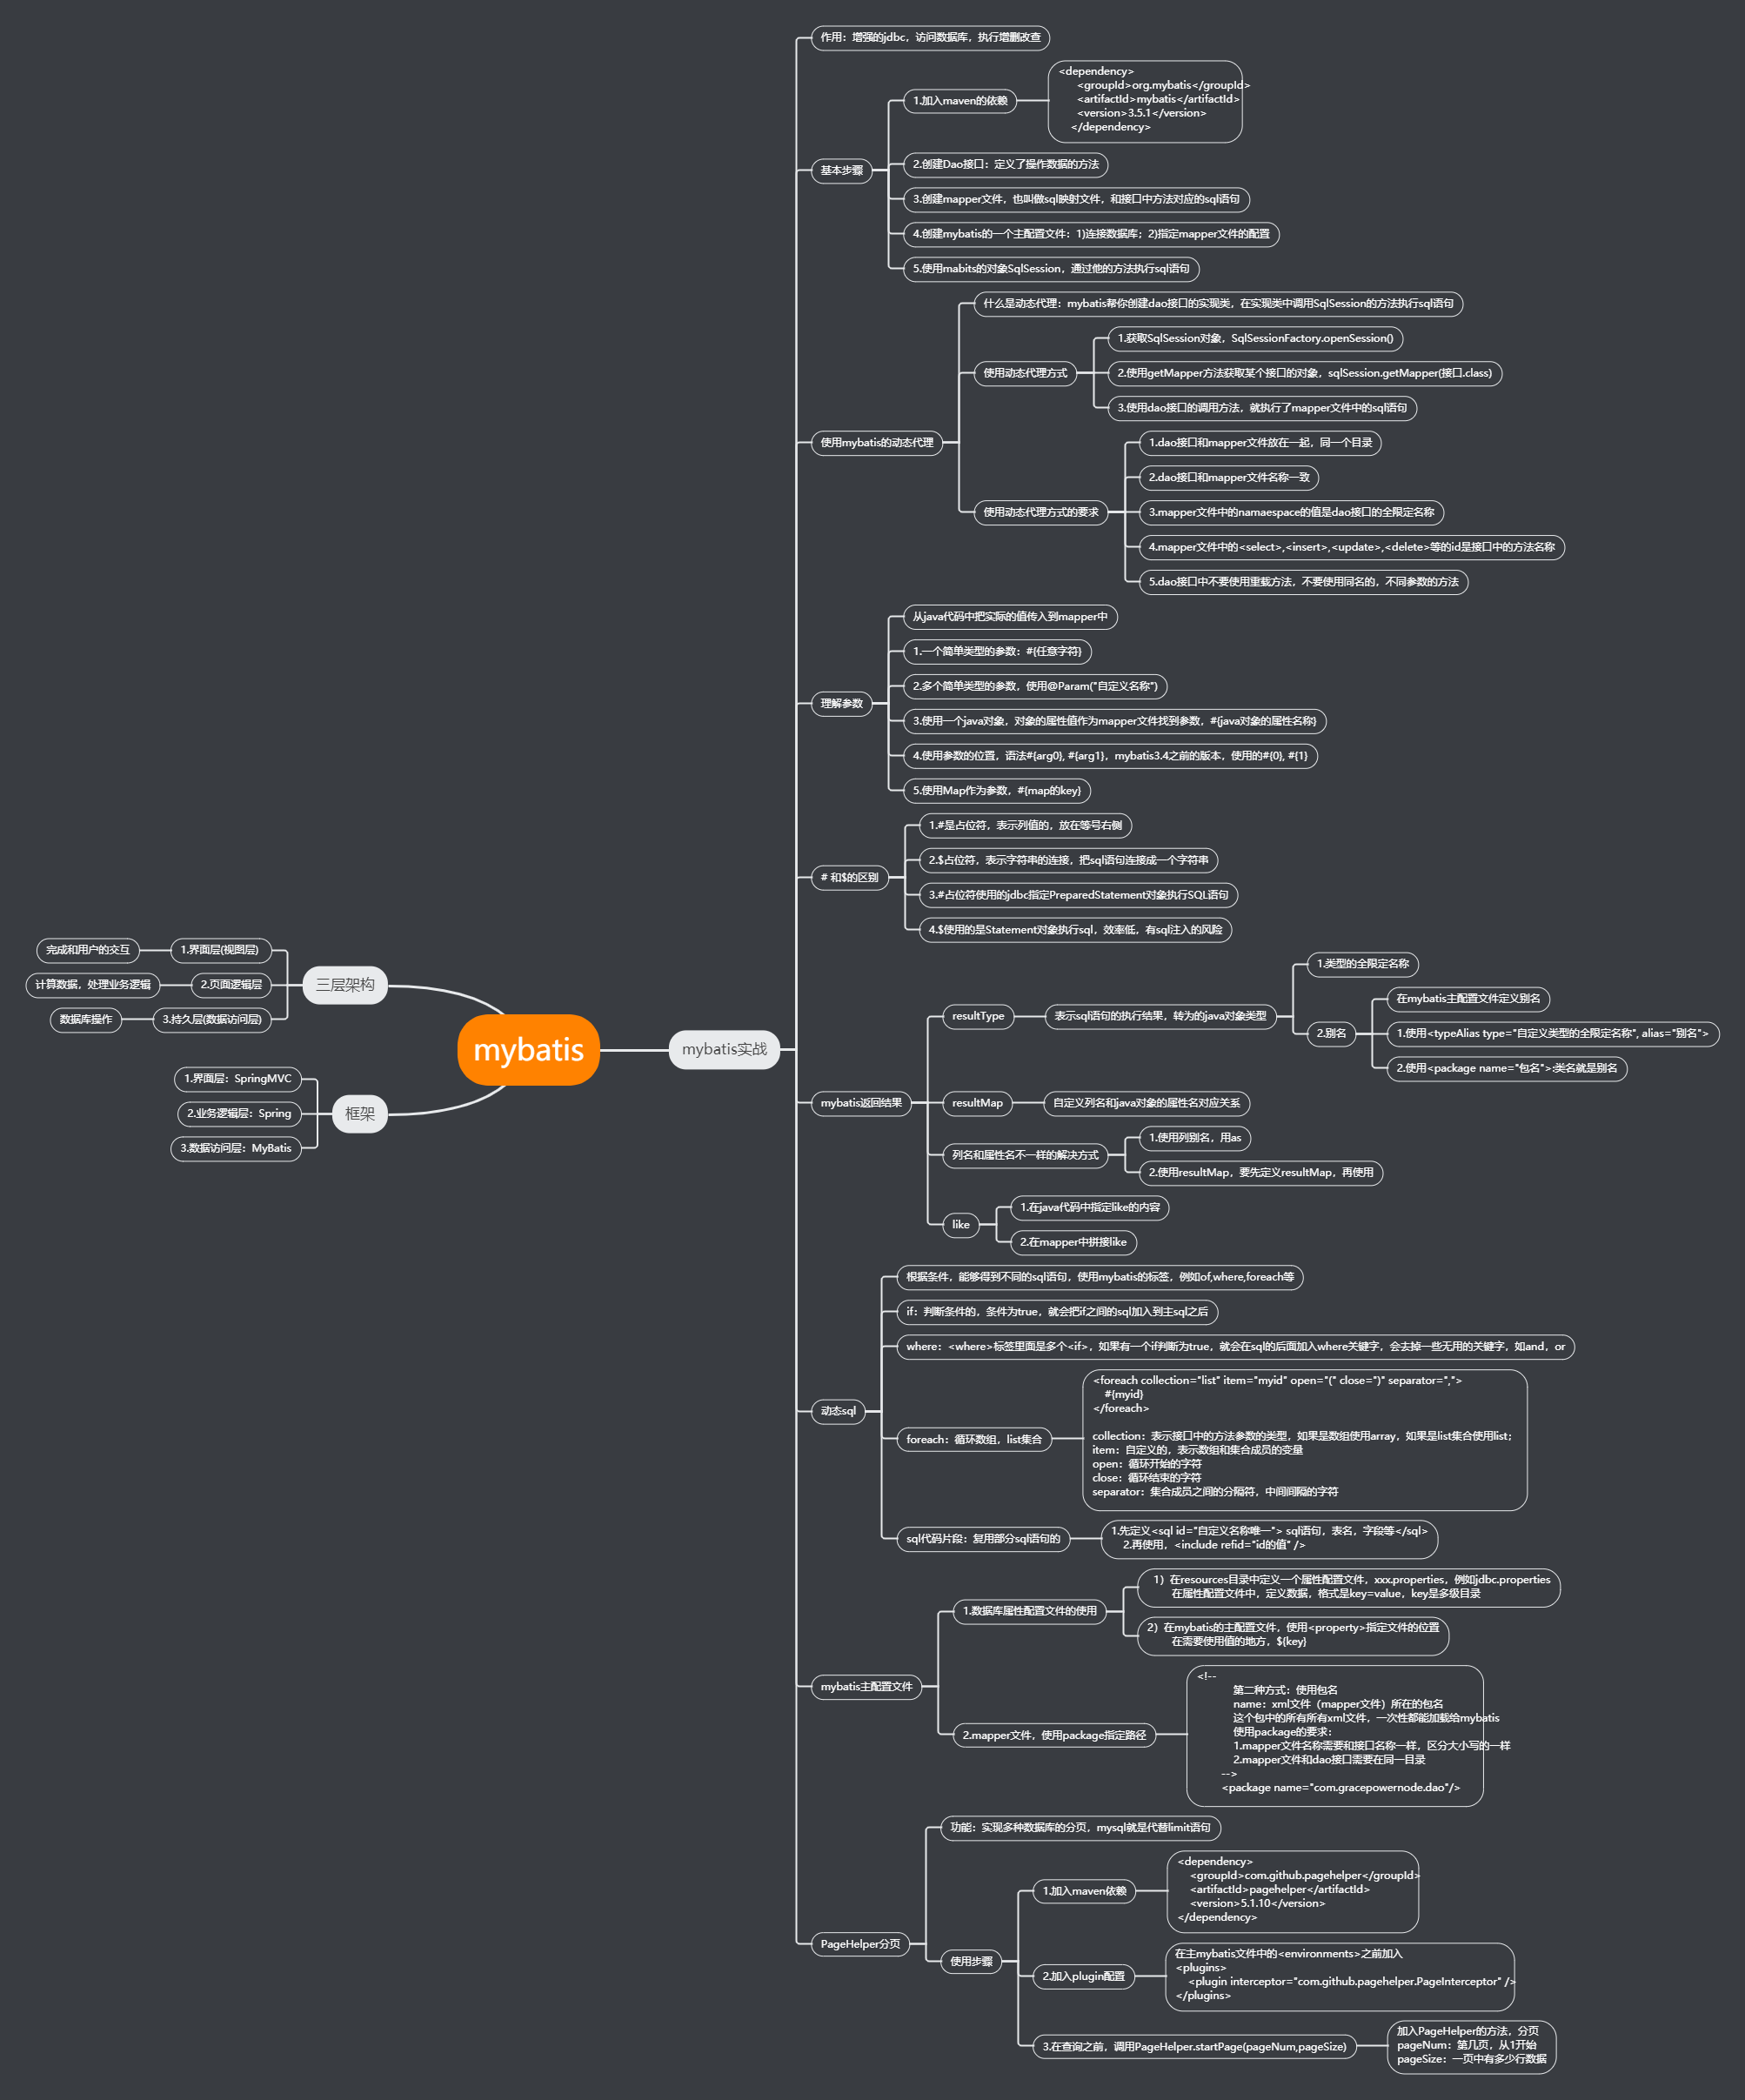 mybatis
三层架构
1.界面层(视图层)
完成和用户的交互
2.页面逻辑层
计算数据，处理业务逻辑
3.持久层(数据访问层)
数据库操作
框架
1.界面层：SpringMVC
2.业务逻辑层：Spring
3.数据访问层：MyBatis
mybatis实战
作用：增强的jdbc，访问数据库，执行增删改查
基本步骤
1.加入maven的依赖
<dependency>
<groupId>org.mybatis</groupId>
<artifactId>mybatis</artifactId>
<version>3.5.1</version>
</dependency>
2.创建Dao接口：定义了操作数据的方法
3.创建mapper文件，也叫做sql映射文件，和接口中方法对应的sql语句
4.创建mybatis的一个主配置文件：1)连接数据库；2)指定mapper文件的配置
5.使用mabits的对象SqlSession，通过他的方法执行sql语句
使用mybatis的动态代理
什么是动态代理：mybatis帮你创建dao接口的实现类，在实现类中调用SqlSession的方法执行sql语句
使用动态代理方式
1.获取SqlSession对象，SqlSessionFactory.openSession()
2.使用getMapper方法获取某个接口的对象，sqlSession.getMapper(接口.class)
3.使用dao接口的调用方法，就执行了mapper文件中的sql语句
使用动态代理方式的要求
1.dao接口和mapper文件放在一起，同一个目录
2.dao接口和mapper文件名称一致
3.mapper文件中的namaespace的值是dao接口的全限定名称
4.mapper文件中的<select>,<insert>,<update>,<delete>等的id是接口中的方法名称
5.dao接口中不要使用重载方法，不要使用同名的，不同参数的方法
理解参数
从java代码中把实际的值传入到mapper中
1.一个简单类型的参数：#{任意字符}
2.多个简单类型的参数，使用@Param("自定义名称")
3.使用一个java对象，对象的属性值作为mapper文件找到参数，#{java对象的属性名称}
4.使用参数的位置，语法#{arg0}, #{arg1}，mybatis3.4之前的版本，使用的#{0}, #{1}
5.使用Map作为参数，#{map的key}
# 和$的区别
1.#是占位符，表示列值的，放在等号右侧
2.$占位符，表示字符串的连接，把sql语句连接成一个字符串
3.#占位符使用的jdbc指定PreparedStatement对象执行SQL语句
4.$使用的是Statement对象执行sql，效率低，有sql注入的风险
mybatis返回结果
resultType
表示sql语句的执行结果，转为的java对象类型
1.类型的全限定名称
2.别名
在mybatis主配置文件定义别名
1.使用<typeAlias type="自定义类型的全限定名称", alias="别名">
2.使用<package name="包名">:类名就是别名
resultMap
自定义列名和java对象的属性名对应关系
列名和属性名不一样的解决方式
1.使用列别名，用as
2.使用resultMap，要先定义resultMap，再使用
like
1.在java代码中指定like的内容
2.在mapper中拼接like
动态sql
根据条件，能够得到不同的sql语句，使用mybatis的标签，例如of,where,foreach等
if：判断条件的，条件为true，就会把if之间的sql加入到主sql之后
where：<where>标签里面是多个<if>，如果有一个if判断为true，就会在sql的后面加入where关键字，会去掉一些无用的关键字，如and，or
foreach：循环数组，list集合
<foreach collection="list" item="myid" open="(" close=")" separator=",">
#{myid}
</foreach>
collection：表示接口中的方法参数的类型，如果是数组使用array，如果是list集合使用list；
item：自定义的，表示数组和集合成员的变量
open：循环开始的字符
close：循环结束的字符
separator：集合成员之间的分隔符，中间间隔的字符
sql代码片段：复用部分sql语句的
1.先定义<sql id="自定义名称唯一"> sql语句，表名，字段等</sql>
2.再使用，<include refid="id的值" />
mybatis主配置文件
1.数据库属性配置文件的使用
1）在resources目录中定义一个属性配置文件，xxx.properties，例如jdbc.properties
在属性配置文件中，定义数据，格式是key=value，key是多级目录
2）在mybatis的主配置文件，使用<property>指定文件的位置
在需要使用值的地方，${key}
2.mapper文件，使用package指定路径
<!--
第二种方式：使用包名
name：xml文件（mapper文件）所在的包名
这个包中的所有所有xml文件，一次性都能加载给mybatis
使用package的要求：
1.mapper文件名称需要和接口名称一样，区分大小写的一样
2.mapper文件和dao接口需要在同一目录
-->
<package name="com.gracepowernode.dao"/>
PageHelper分页
功能：实现多种数据库的分页，mysql就是代替limit语句
使用步骤
1.加入maven依赖
<dependency>
<groupId>com.github.pagehelper</groupId>
<artifactId>pagehelper</artifactId>
<version>5.1.10</version>
</dependency>
2.加入plugin配置
在主mybatis文件中的<environments>之前加入
<plugins>
<plugin interceptor="com.github.pagehelper.PageInterceptor" />
</plugins>
3.在查询之前，调用PageHelper.startPage(pageNum,pageSize)
加入PageHelper的方法，分页
pageNum：第几页，从1开始
pageSize：一页中有多少行数据